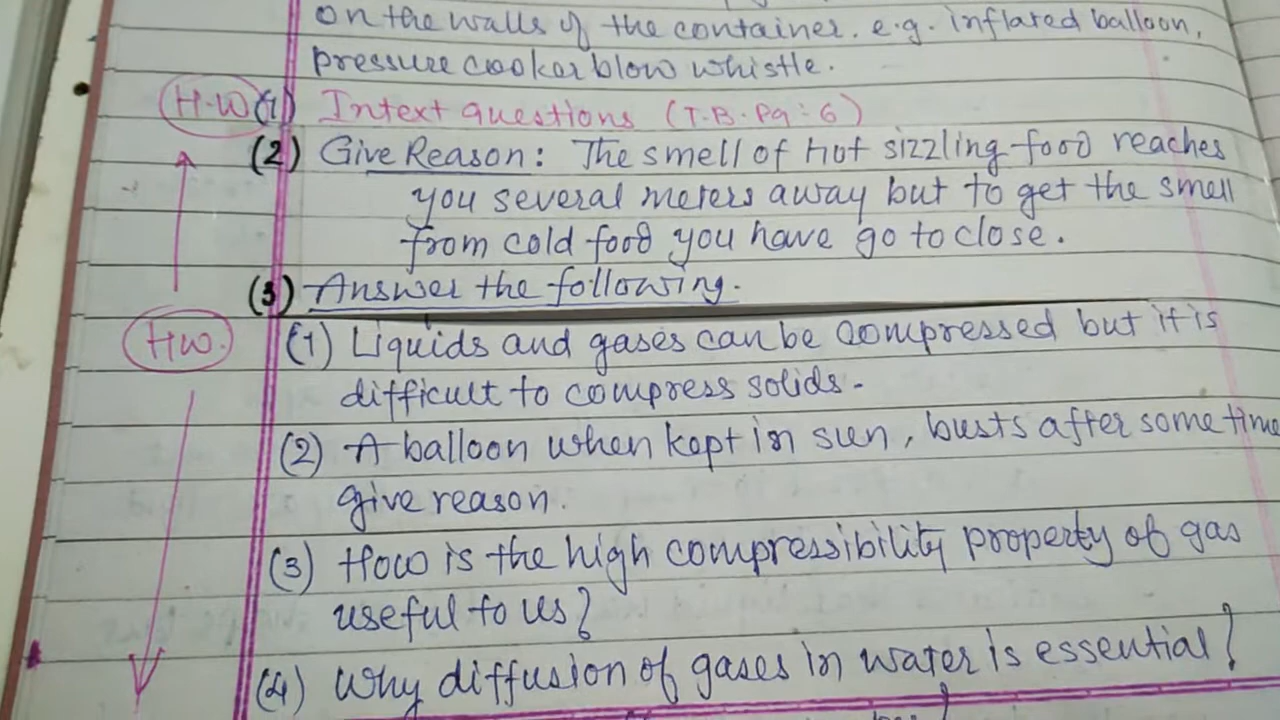 on the walls of the container. e.g. inflated balloon,
pressure cooker blow whistle.
H.W (1) Intext questions (T.B. Pg: 6)
(2) Give Reason: The smell of hot sizzling food reaches
you several meters away but to get the smell
from cold food you have go to close.
(3) Answer the following.
HW. (1) Liquids and gases can be compressed but it is
difficult to compress solids.
(2) A balloon when kept in sun, busts after some time
give reason.
(3) How is the high compressibility property of gas
useful to us?
(4) Why diffusion of gases in water is essential?